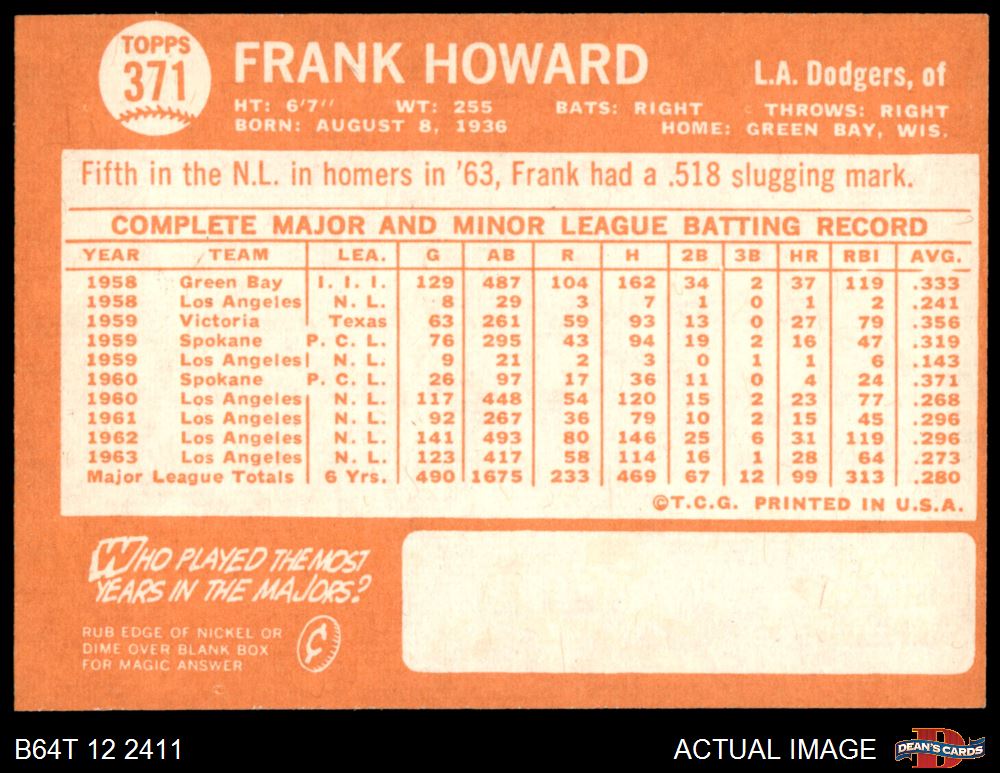 TOPPS
371
FRANK HOWARD
L.A. Dodgers, of
HT: 6'7" WT: 255 BATS: RIGHT THROWS: RIGHT
BORN: AUGUST 8, 1936 HOME: GREEN BAY, WIS.
Fifth in the N.L. in homers in '63, Frank had a .518 slugging mark.
COMPLETE MAJOR AND MINOR LEAGUE BATTING RECORD
YEAR TEAM LEA. G AB R H 2B 3B HR RBI AVG.
1958 Green Bay I. I. I. 129 487 104 162 34 2 37 119 .333
1958 Los Angeles N. L. 8 29 3 7 1 0 1 2 .241
1959 Victoria Texas 63 261 59 93 13 0 27 79 .356
1959 Spokane P. C. L. 76 295 43 94 19 2 16 47 .319
1959 Los Angeles N. L. 9 21 2 3 0 1 1 6 .143
1960 Spokane P. C. L. 26 97 17 36 11 0 4 24 .371
1960 Los Angeles N. L. 117 448 54 120 15 2 23 77 .268
1961 Los Angeles N. L. 92 267 36 79 10 2 15 45 .296
1962 Los Angeles N. L. 141 493 80 146 25 6 31 119 .296
1963 Los Angeles N. L. 123 417 58 114 16 1 28 64 .273
Major League Totals 6 Yrs. 490 1675 233 469 67 12 99 313 .280
©T.C.G. PRINTED IN U.S.A.
WHO PLAYED THE MOST
YEARS IN THE MAJORS?
RUB EDGE OF NICKEL OR
DIME OVER BLANK BOX
FOR MAGIC ANSWER
¢
B64T 12 2411
ACTUAL IMAGE
D
DEAN'S CARDS